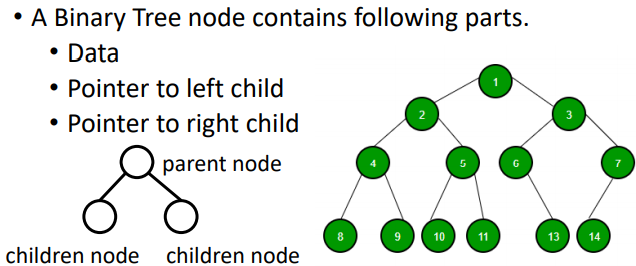 • A Binary Tree node contains following parts.
• Data
• Pointer to left child
• Pointer to right child
parent node
children node children node
1
2 3
4 5 6 7
8 9 10 11 13 14